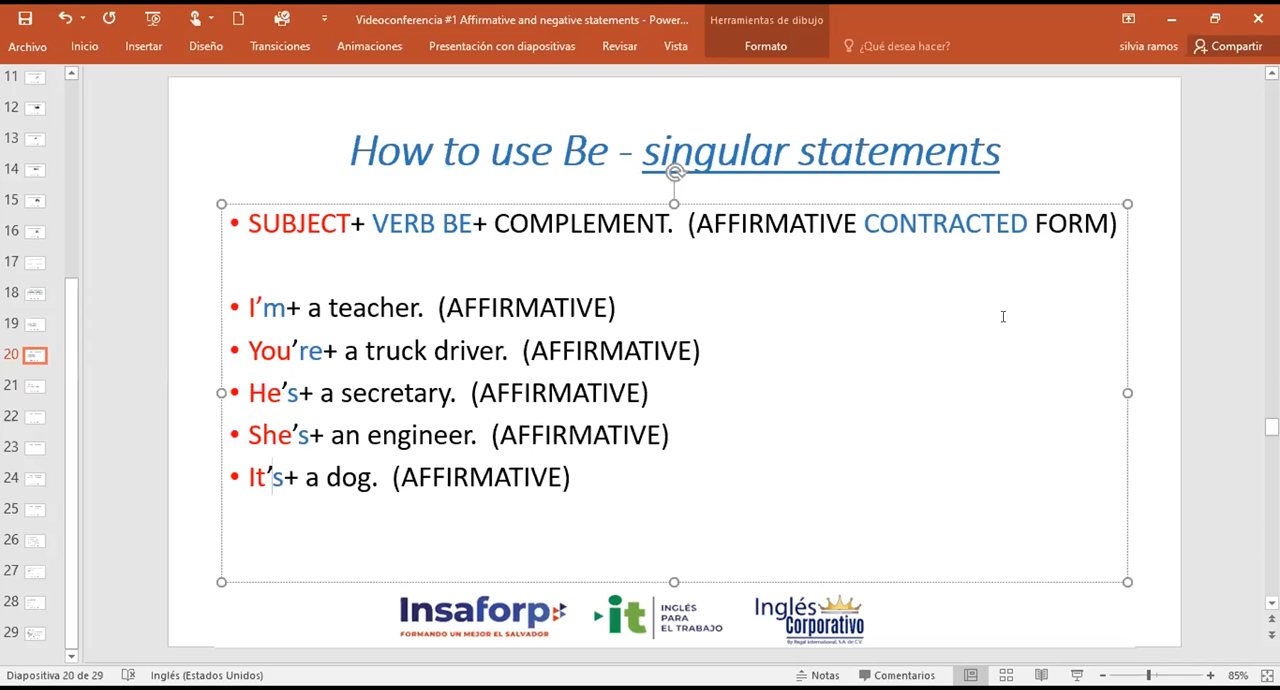 Videoconferencia #1 Affirmative and negative statements - Power...
Herramientas de dibujo
Archivo Inicio Insertar Diseño Transiciones Animaciones Presentación con diapositivas Revisar Vista Formato ¿Qué desea hacer? silvia ramos Compartir
11
12
13
14
15
16
17
18
19
20
21
22
23
24
25
26
27
28
29
How to use Be - singular statements
• SUBJECT+ VERB BE+ COMPLEMENT. (AFFIRMATIVE CONTRACTED FORM)
• I’m+ a teacher. (AFFIRMATIVE)
• You’re+ a truck driver. (AFFIRMATIVE)
• He’s+ a secretary. (AFFIRMATIVE)
• She’s+ an engineer. (AFFIRMATIVE)
• It’s+ a dog. (AFFIRMATIVE)
Insaforp
FORMANDO UN MEJOR EL SALVADOR
it
INGLÉS
PARA
EL TRABAJO
Inglés
Corporativo
By Regal International, S.A. de C.V.
Diapositiva 20 de 29 Inglés (Estados Unidos) Notas Comentarios 85%